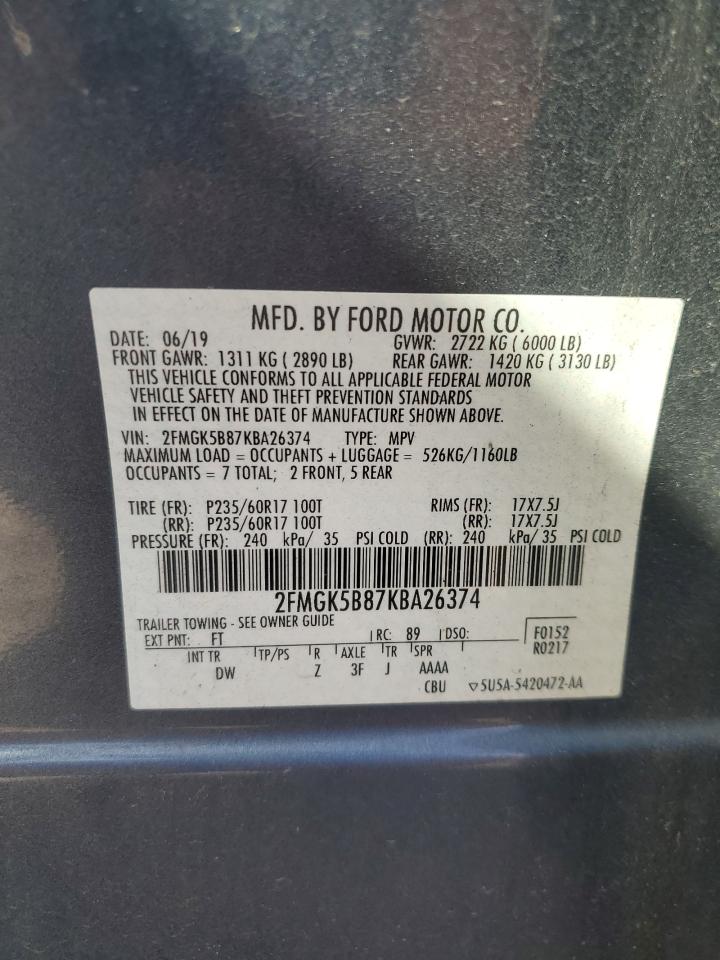 MFD. BY FORD MOTOR CO.
DATE: 06/19 GVWR: 2722 KG ( 6000 LB)
FRONT GAWR: 1311 KG ( 2890 LB) REAR GAWR: 1420 KG ( 3130 LB)
THIS VEHICLE CONFORMS TO ALL APPLICABLE FEDERAL MOTOR
VEHICLE SAFETY AND THEFT PREVENTION STANDARDS
IN EFFECT ON THE DATE OF MANUFACTURE SHOWN ABOVE.
VIN: 2FMGK5B87KBA26374 TYPE: MPV
MAXIMUM LOAD = OCCUPANTS + LUGGAGE = 526KG/1160LB
OCCUPANTS = 7 TOTAL; 2 FRONT, 5 REAR
TIRE (FR): P235/60R17 100T RIMS (FR): 17X7.5J
(RR): P235/60R17 100T (RR): 17X7.5J
PRESSURE (FR): 240 kPa/ 35 PSI COLD (RR): 240 kPa/ 35 PSI COLD
2FMGK5B87KBA26374
TRAILER TOWING - SEE OWNER GUIDE
EXT PNT: FT RC: 89 DSO: F0152
R0217
INT TR TP/PS R AXLE TR SPR
DW Z 3F J AAAA
CBU ▽5U5A-5420472-AA